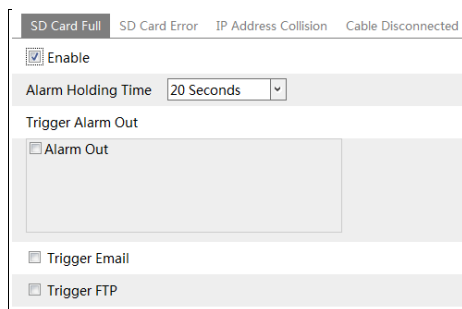 SD Card Full SD Card Error IP Address Collision Cable Disconnected
Enable
Alarm Holding Time 20 Seconds
Trigger Alarm Out
Alarm Out
Trigger Email
Trigger FTP